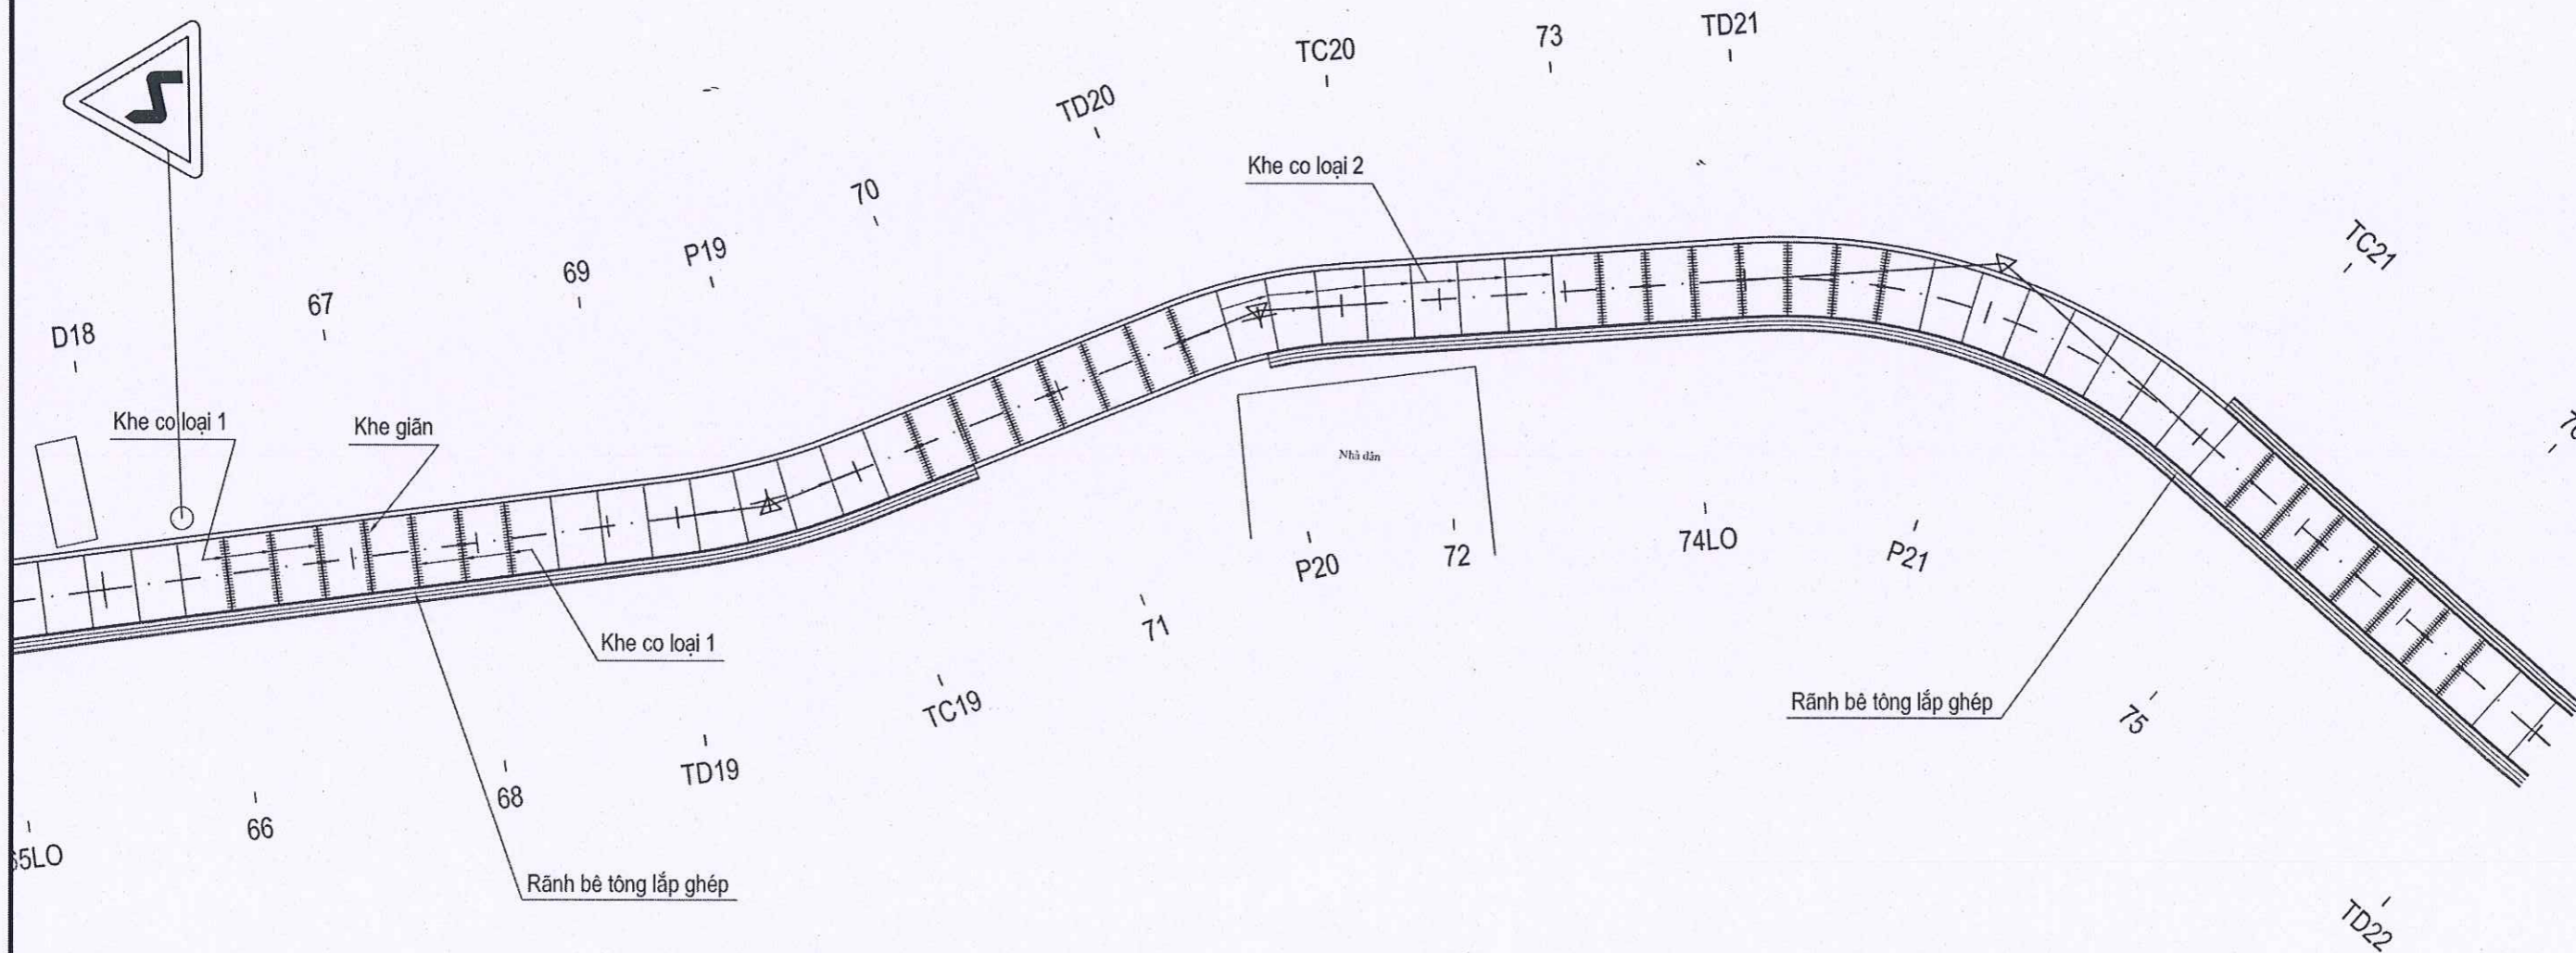 TD21
73
TC20
TD20
Khe co loại 2
70
P19
TC21
69
67
D18
Khe co loại 1
Khe giãn
Nhà dân
74LO
P21
72
P20
71
Khe co loại 1
Rãnh bê tông lắp ghép
TC19
75
TD19
68
66
65LO
Rãnh bê tông lắp ghép
TD22